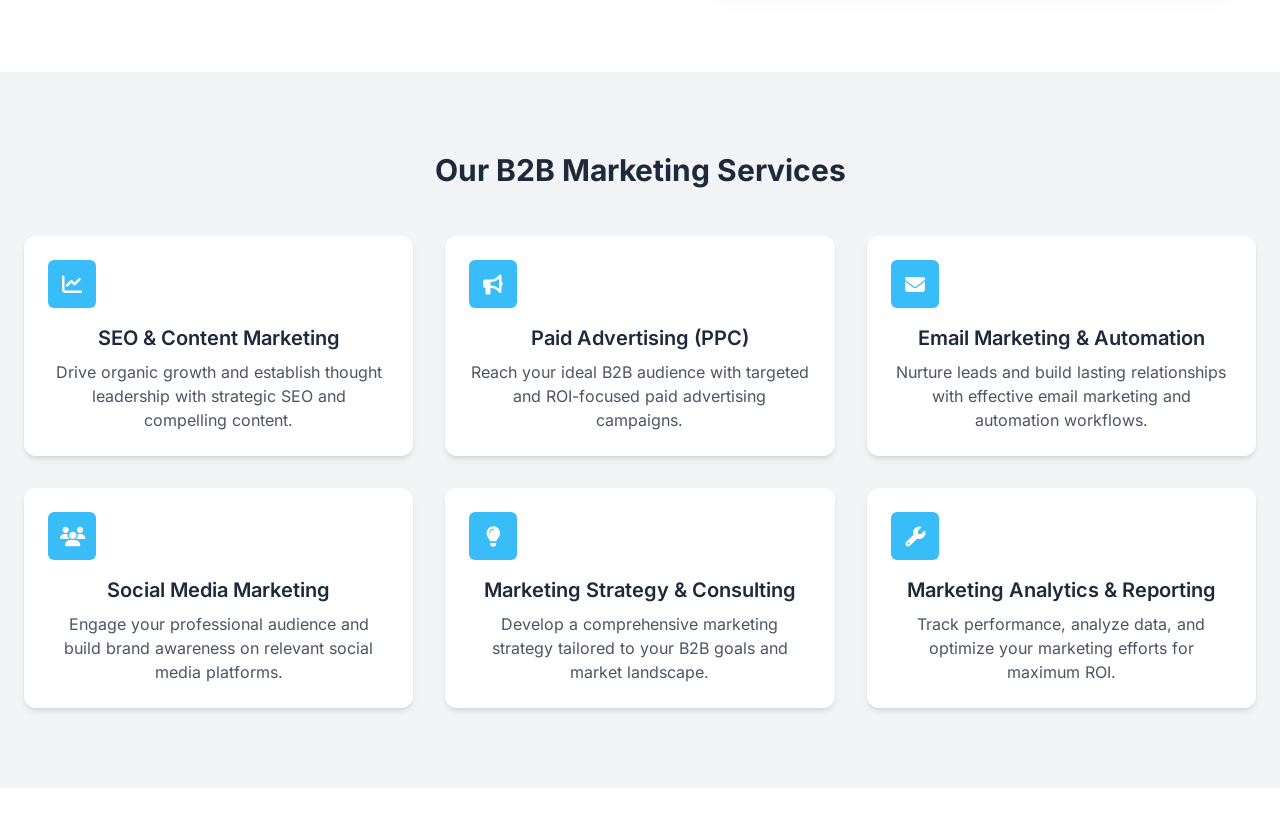 Our B2B Marketing Services
SEO & Content Marketing
Drive organic growth and establish thought
leadership with strategic SEO and
compelling content.
Paid Advertising (PPC)
Reach your ideal B2B audience with targeted
and ROI-focused paid advertising
campaigns.
Email Marketing & Automation
Nurture leads and build lasting relationships
with effective email marketing and
automation workflows.
Social Media Marketing
Engage your professional audience and
build brand awareness on relevant social
media platforms.
Marketing Strategy & Consulting
Develop a comprehensive marketing
strategy tailored to your B2B goals and
market landscape.
Marketing Analytics & Reporting
Track performance, analyze data, and
optimize your marketing efforts for
maximum ROI.